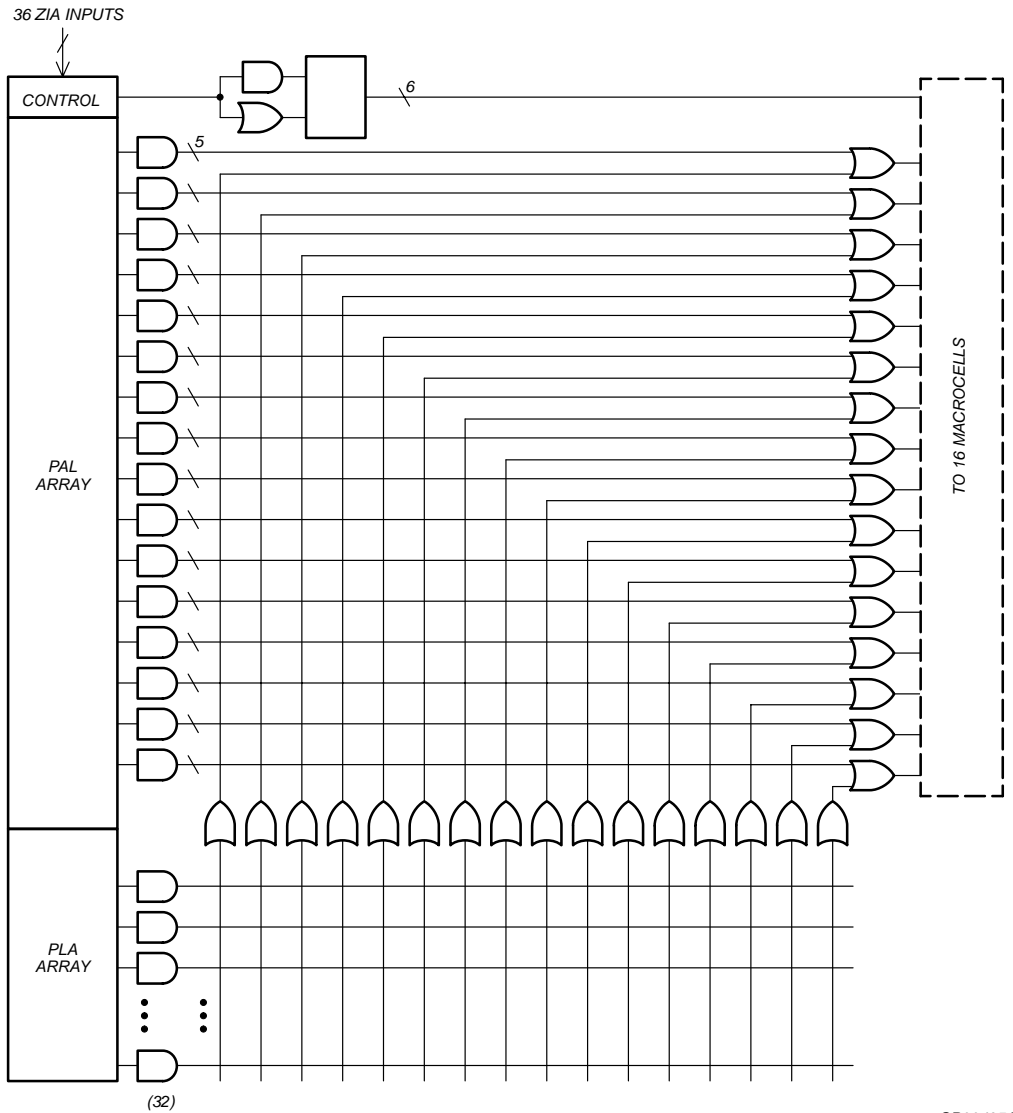 36 ZIA INPUTS
CONTROL
6
5
PAL
ARRAY
TO 16 MACROCELLS
PLA
ARRAY
(32)